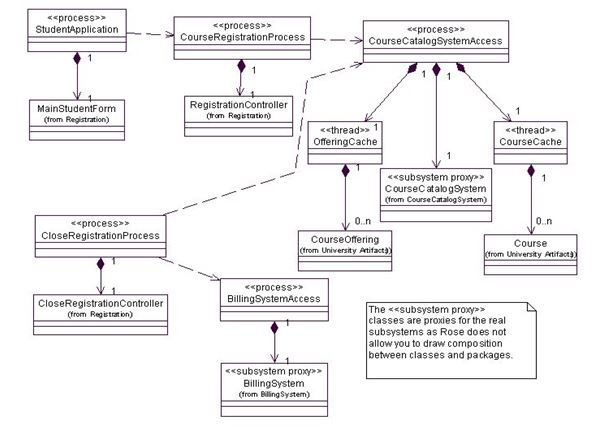 <<process>>
StudentApplication
<<process>>
CourseRegistrationProcess
<<process>>
CourseCatalogSystemAccess
1
1
MainStudentForm
(from Registration)
1
1
RegistrationController
(from Registration)
1
1
1
1
1
1
<<thread>>
OfferingCache
<<thread>>
CourseCache
<<subsystem proxy>>
CourseCatalogSystem
(from CourseCatalogSystem)
1
1
0..n
0..n
CourseOffering
(from University Artifacts)
Course
(from University Artifacts)
<<process>>
CloseRegistrationProcess
1
1
CloseRegistrationController
(from Registration)
<<process>>
BillingSystemAccess
1
1
<<subsystem proxy>>
BillingSystem
(from BillingSystem)
The <<subsystem proxy>>
classes are proxies for the real
subsystems as Rose does not
allow you to draw composition
between classes and packages.